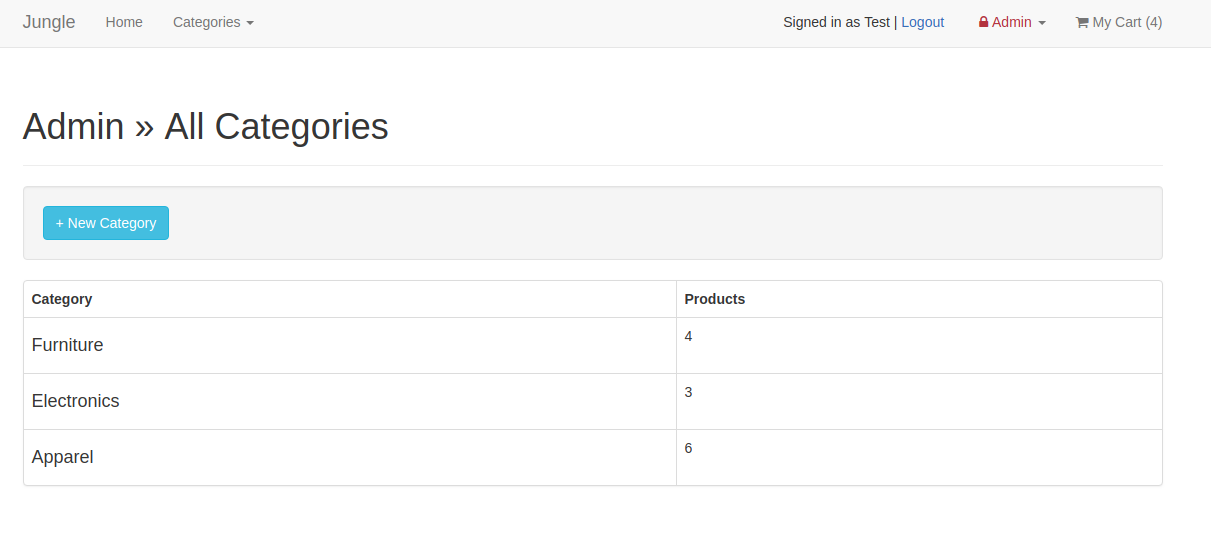 Jungle Home Categories Signed in as Test | Logout Admin My Cart (4)
Admin » All Categories
+ New Category
Category Products
Furniture 4
Electronics 3
Apparel 6